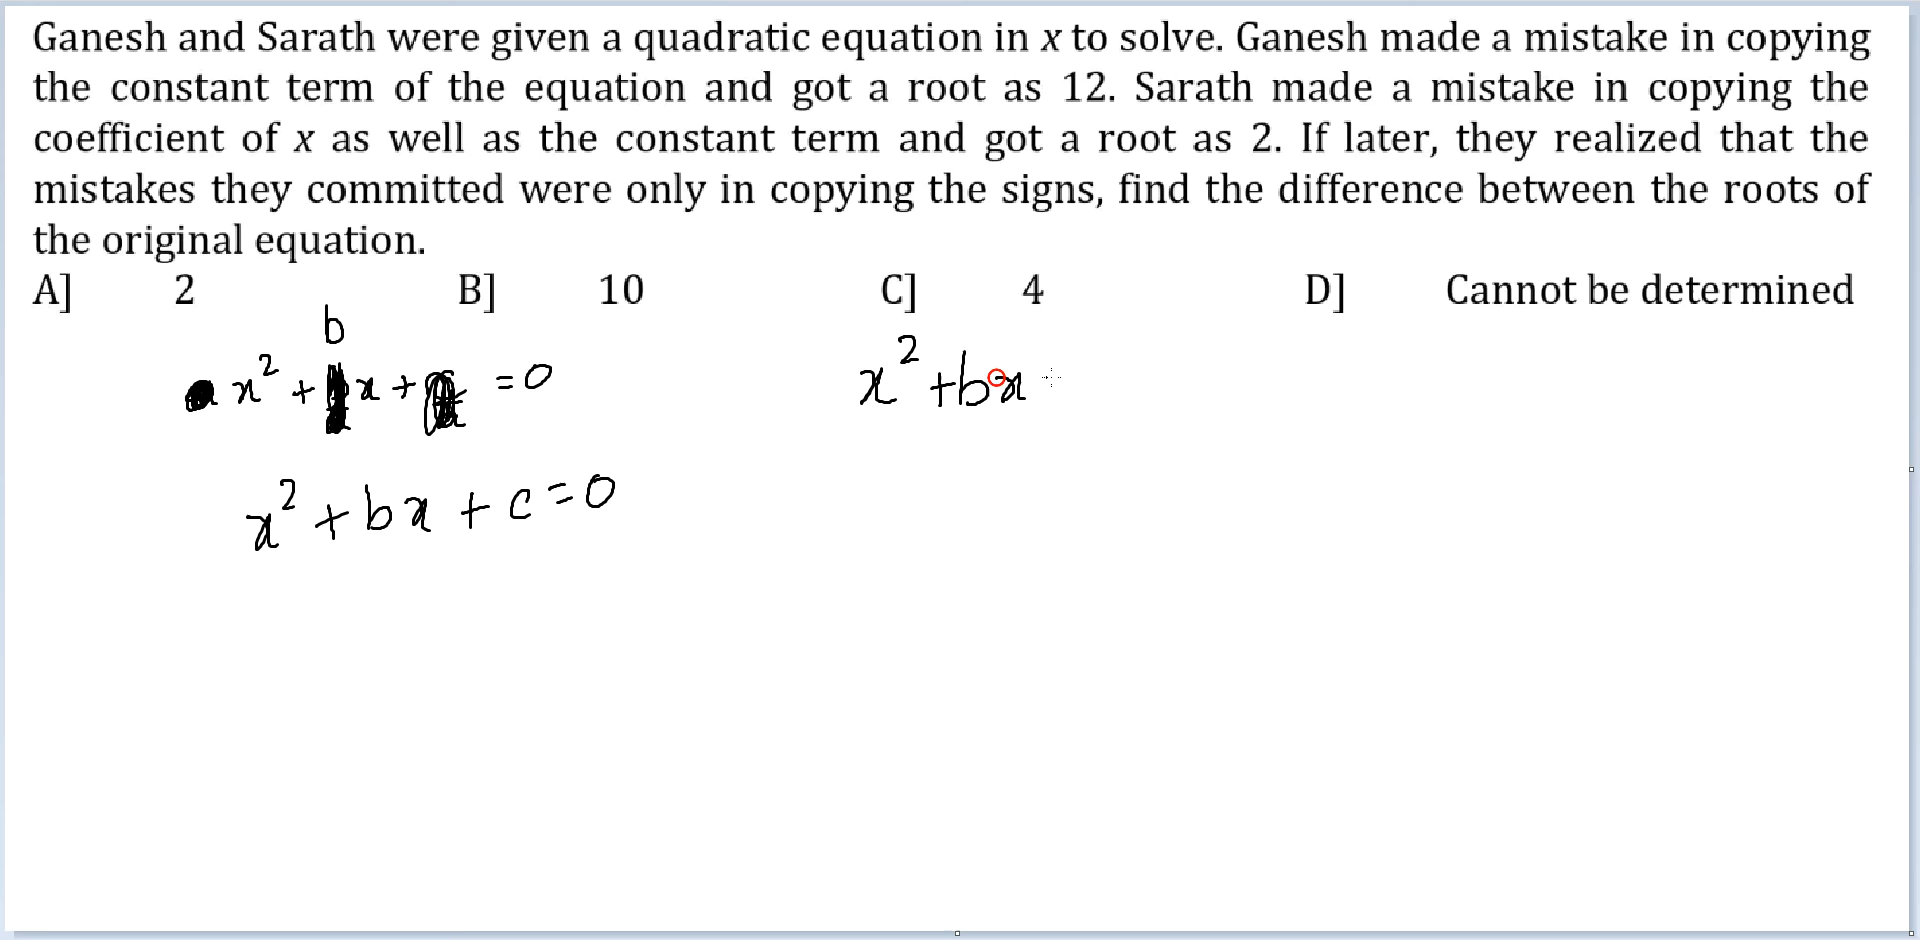 Ganesh and Sarath were given a quadratic equation in x to solve. Ganesh made a mistake in copying
the constant term of the equation and got a root as 12. Sarath made a mistake in copying the
coefficient of x as well as the constant term and got a root as 2. If later, they realized that the
mistakes they committed were only in copying the signs, find the difference between the roots of
the original equation.
A] 2 B] 10 C] 4 D] Cannot be determined
b
x² + x + = 0
x² + bx
x² + bx + c = 0